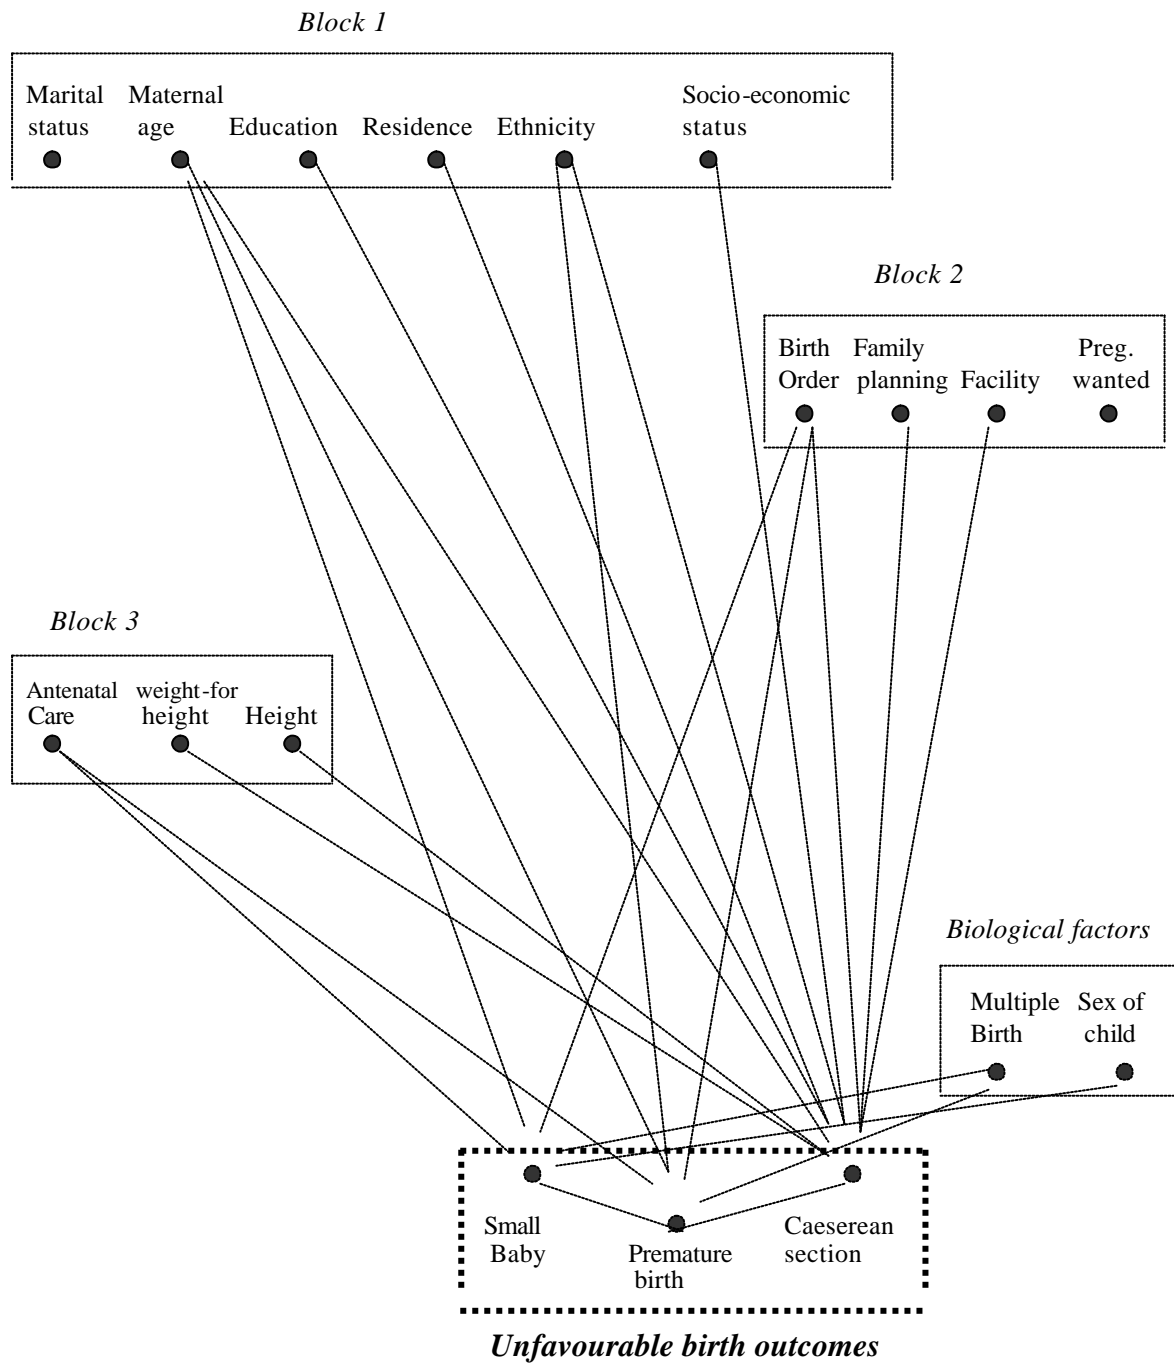 Block 1
Marital Maternal Socio-economic
status age Education Residence Ethnicity status
Block 2
Birth Family Preg.
Order planning Facility wanted
Block 3
Antenatal weight-for
Care height Height
Biological factors
Multiple Sex of
Birth child
Small Caeserean
Baby Premature section
birth
Unfavourable birth outcomes